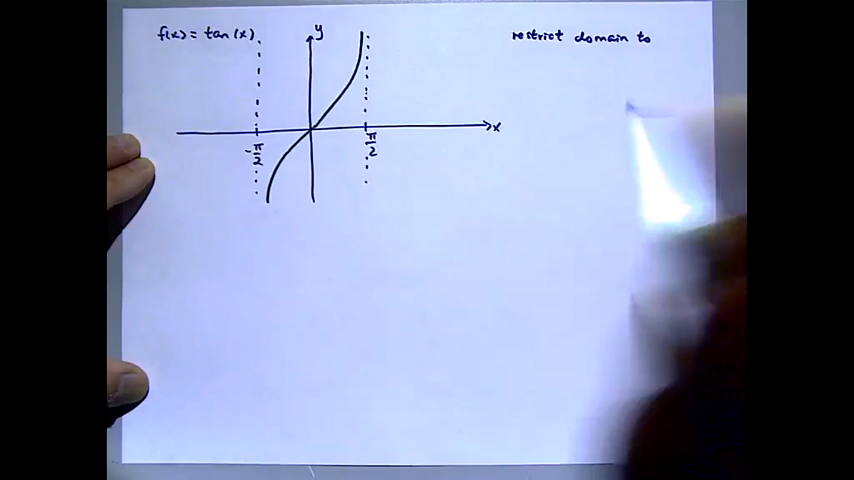 f(x) = tan(x)
y
restrict domain to
x
-π/2
π/2